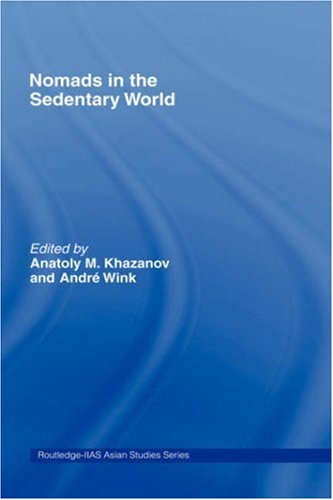 Nomads in the
Sedentary World
Edited by
Anatoly M. Khazanov
and André Wink
Routledge-IIAS Asian Studies Series